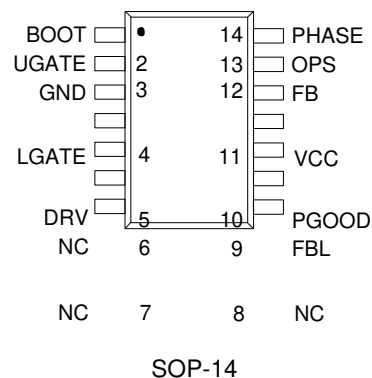 BOOT 14 PHASE
UGATE 2 13 OPS
GND 3 12 FB
LGATE 4 11 VCC
DRV 5 10 PGOOD
NC 6 9 FBL
NC 7 8 NC
SOP-14